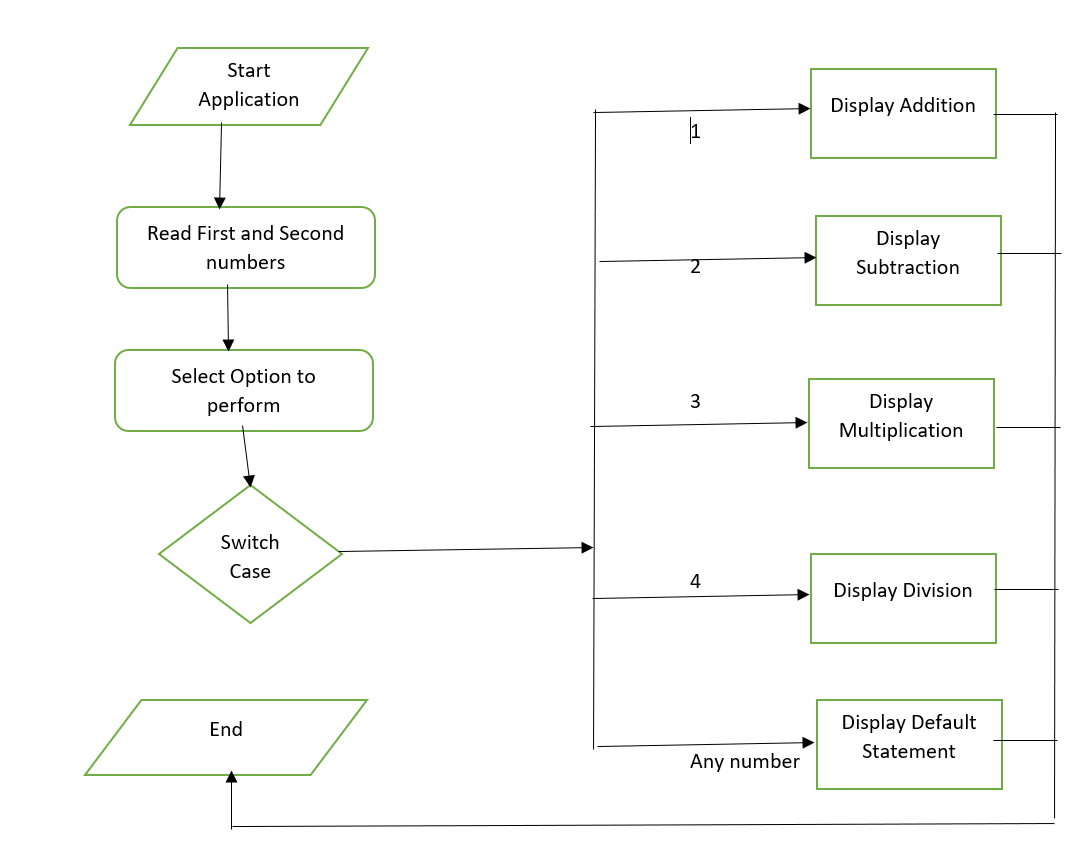 Start
Application
Read First and Second
numbers
Select Option to
perform
Switch
Case
End
1
2
3
4
Any number
Display Addition
Display
Subtraction
Display
Multiplication
Display Division
Display Default
Statement